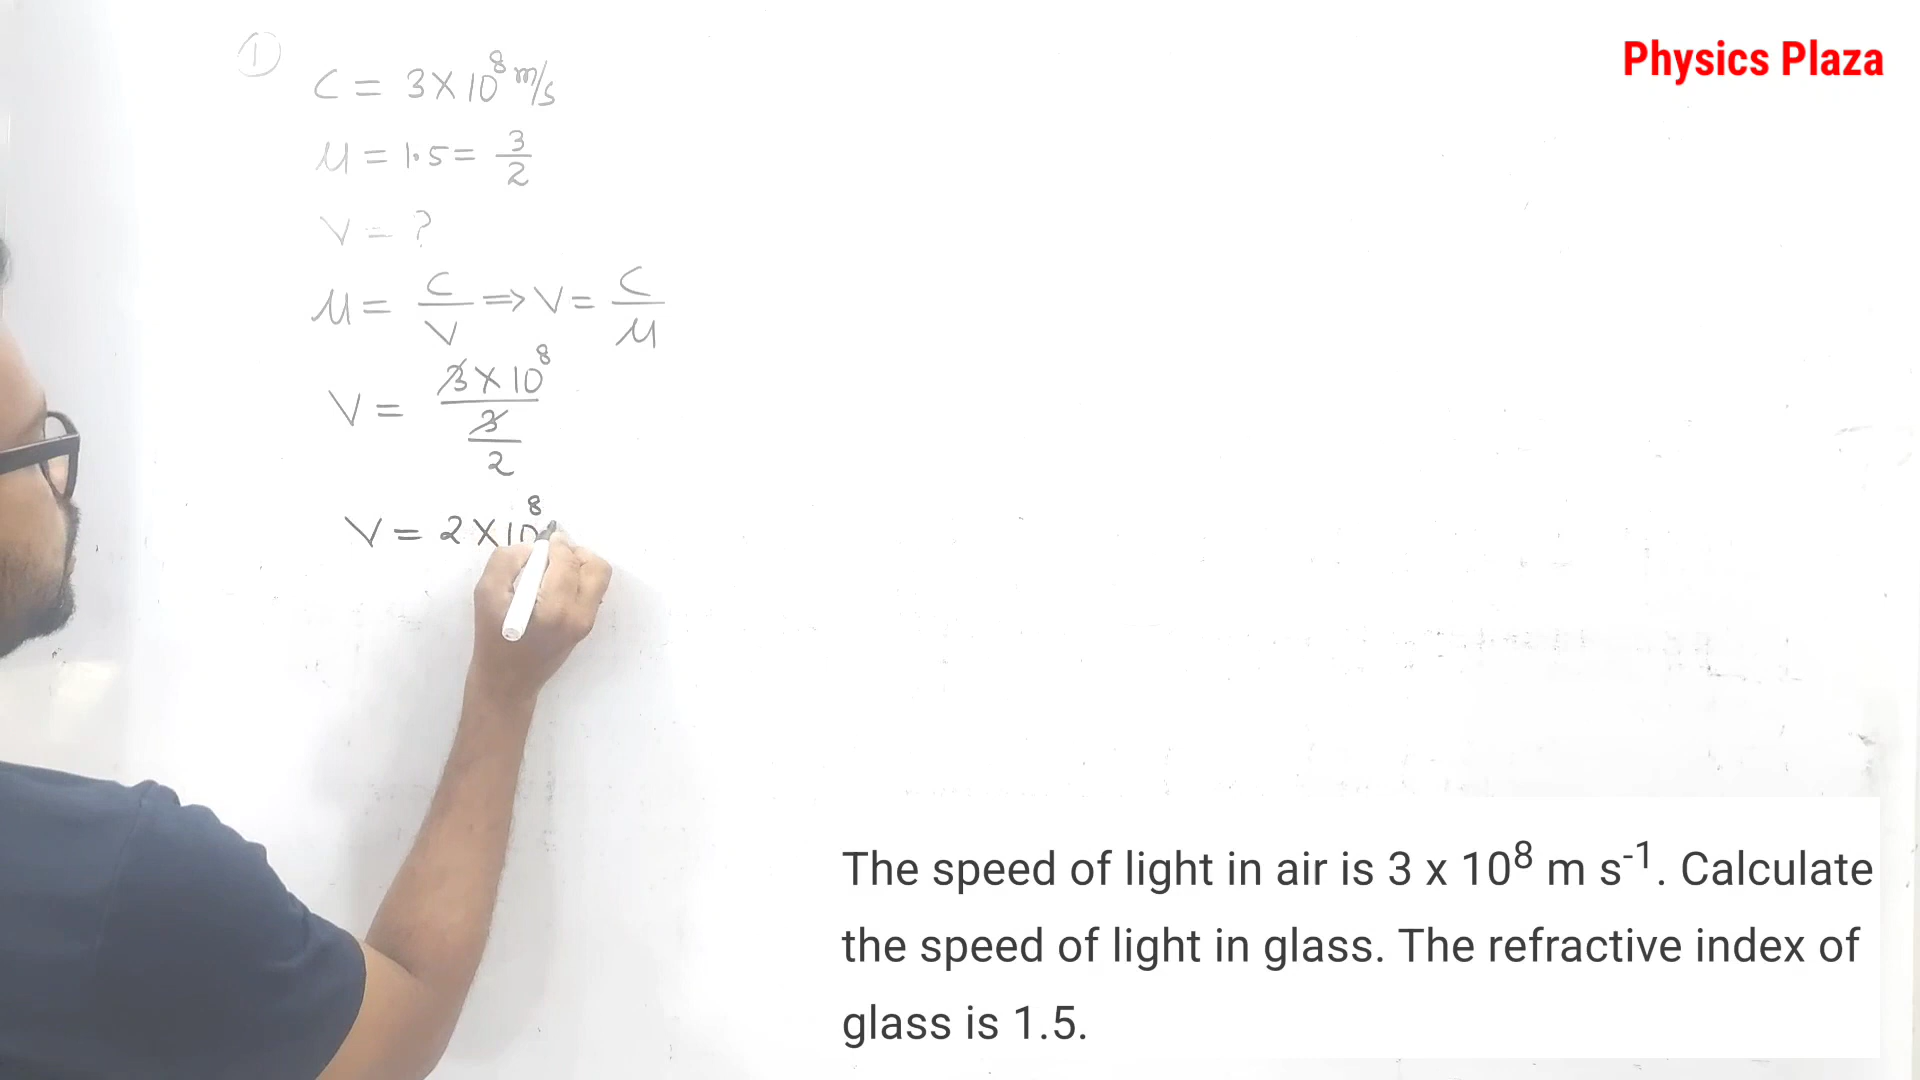 Physics Plaza
1
C = 3 X 10⁸ m/s
μ = 1.5 = 3/2
V = ?
μ = C/V ⇒ V = C/μ
V = 3 X 10⁸ / 3/2
V = 2 X 10⁸
The speed of light in air is 3 x 10⁸ m s⁻¹. Calculate
the speed of light in glass. The refractive index of
glass is 1.5.